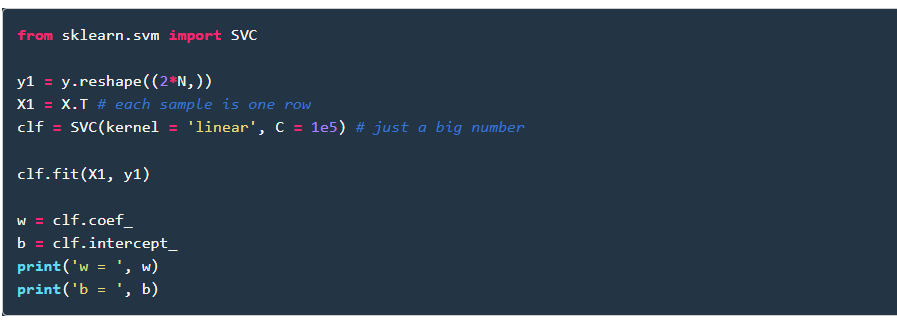 from sklearn.svm import SVC
y1 = y.reshape((2*N,))
X1 = X.T # each sample is one row
clf = SVC(kernel = 'linear', C = 1e5) # just a big number
clf.fit(X1, y1)
w = clf.coef_
b = clf.intercept_
print('w = ', w)
print('b = ', b)